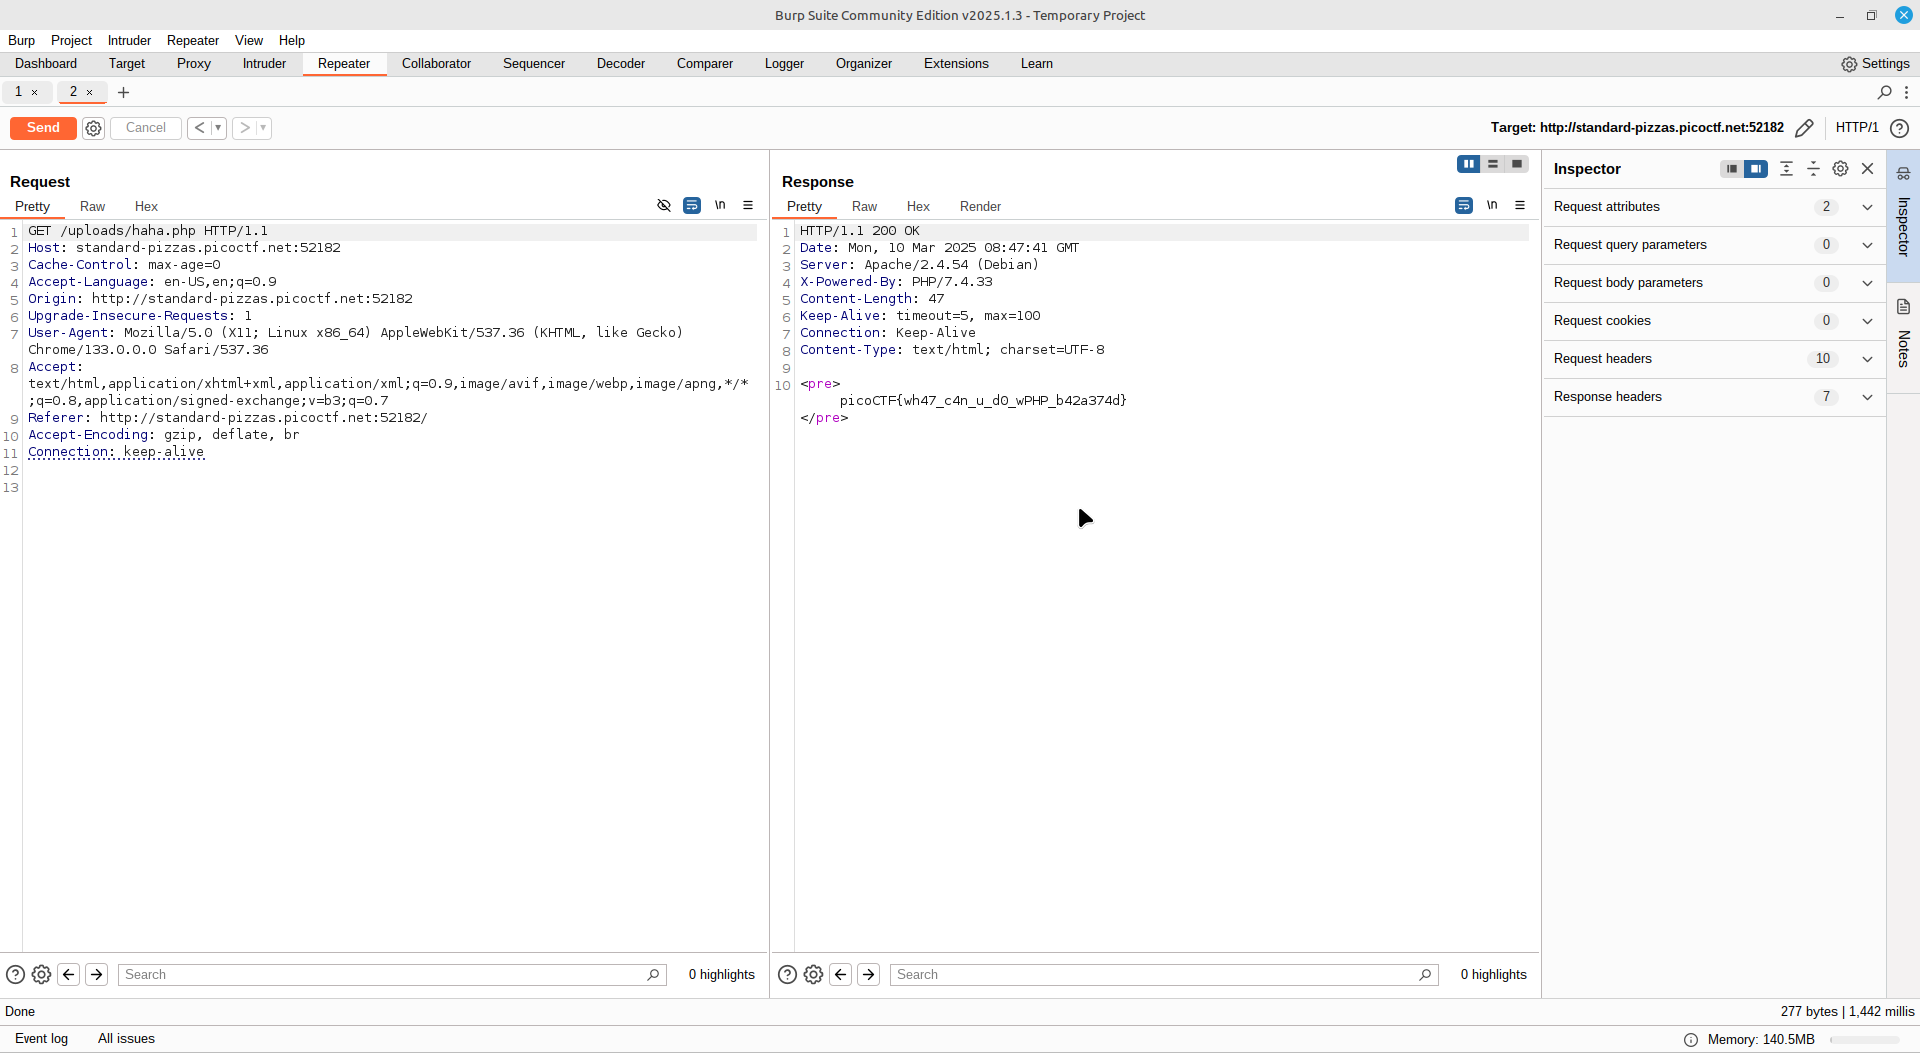 Burp Suite Community Edition v2025.1.3 - Temporary Project
Burp Project Intruder Repeater View Help
Dashboard Target Proxy Intruder Repeater Collaborator Sequencer Decoder Comparer Logger Organizer Extensions Learn Settings
1 × 2 × +
Send Cancel < > Target: http://standard-pizzas.picoctf.net:52182 HTTP/1
Request
Pretty Raw Hex \n
1 GET /uploads/haha.php HTTP/1.1
2 Host: standard-pizzas.picoctf.net:52182
3 Cache-Control: max-age=0
4 Accept-Language: en-US,en;q=0.9
5 Origin: http://standard-pizzas.picoctf.net:52182
6 Upgrade-Insecure-Requests: 1
7 User-Agent: Mozilla/5.0 (X11; Linux x86_64) AppleWebKit/537.36 (KHTML, like Gecko)
Chrome/133.0.0.0 Safari/537.36
8 Accept:
text/html,application/xhtml+xml,application/xml;q=0.9,image/avif,image/webp,image/apng,*/*
;q=0.8,application/signed-exchange;v=b3;q=0.7
9 Referer: http://standard-pizzas.picoctf.net:52182/
10 Accept-Encoding: gzip, deflate, br
11 Connection: keep-alive
12
13
Search 0 highlights
Response
Pretty Raw Hex Render \n
1 HTTP/1.1 200 OK
2 Date: Mon, 10 Mar 2025 08:47:41 GMT
3 Server: Apache/2.4.54 (Debian)
4 X-Powered-By: PHP/7.4.33
5 Content-Length: 47
6 Keep-Alive: timeout=5, max=100
7 Connection: Keep-Alive
8 Content-Type: text/html; charset=UTF-8
9
10 <pre>
picoCTF{wh47_c4n_u_d0_wPHP_b42a374d}
</pre>
Search 0 highlights
Inspector
Request attributes 2
Request query parameters 0
Request body parameters 0
Request cookies 0
Request headers 10
Response headers 7
Inspector
Notes
Done 277 bytes | 1,442 millis
Event log All issues Memory: 140.5MB